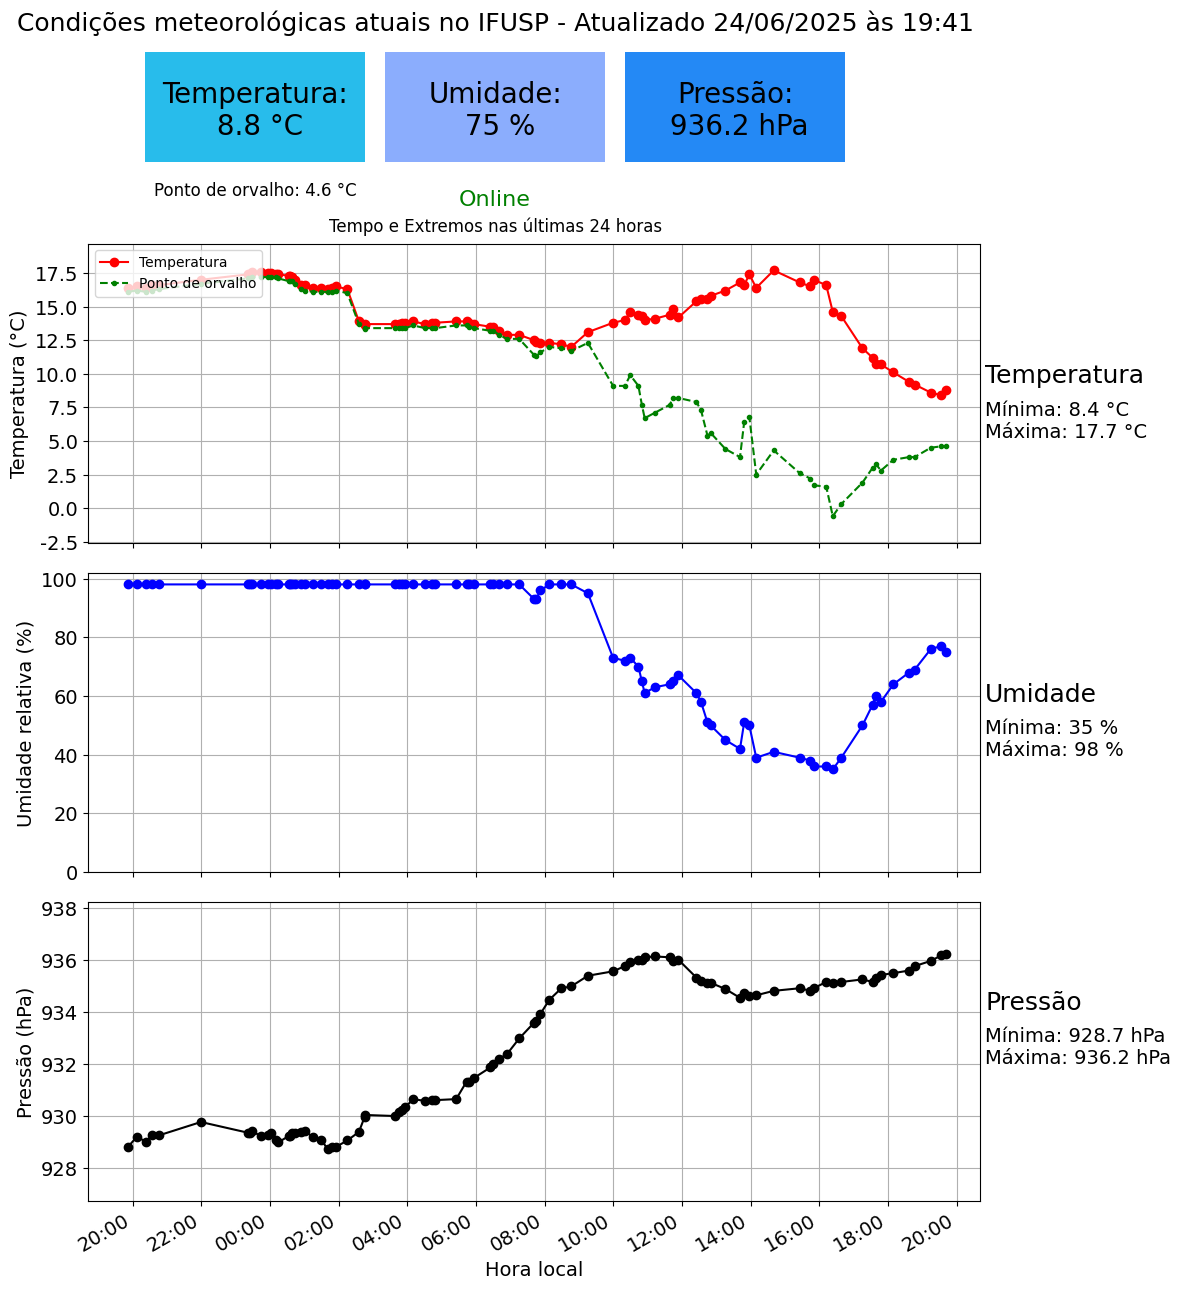 Condições meteorológicas atuais no IFUSP - Atualizado 24/06/2025 às 19:41
Temperatura:
8.8 °C
Umidade:
75 %
Pressão:
936.2 hPa
Ponto de orvalho: 4.6 °C
Online
Tempo e Extremos nas últimas 24 horas
Temperatura
Ponto de orvalho
Temperatura (°C)
17.5
15.0
12.5
10.0
7.5
5.0
2.5
0.0
-2.5
Temperatura
Mínima: 8.4 °C
Máxima: 17.7 °C
Umidade relativa (%)
100
80
60
40
20
0
Umidade
Mínima: 35 %
Máxima: 98 %
Pressão (hPa)
938
936
934
932
930
928
Pressão
Mínima: 928.7 hPa
Máxima: 936.2 hPa
20:00 22:00 00:00 02:00 04:00 06:00 08:00 10:00 12:00 14:00 16:00 18:00 20:00
Hora local